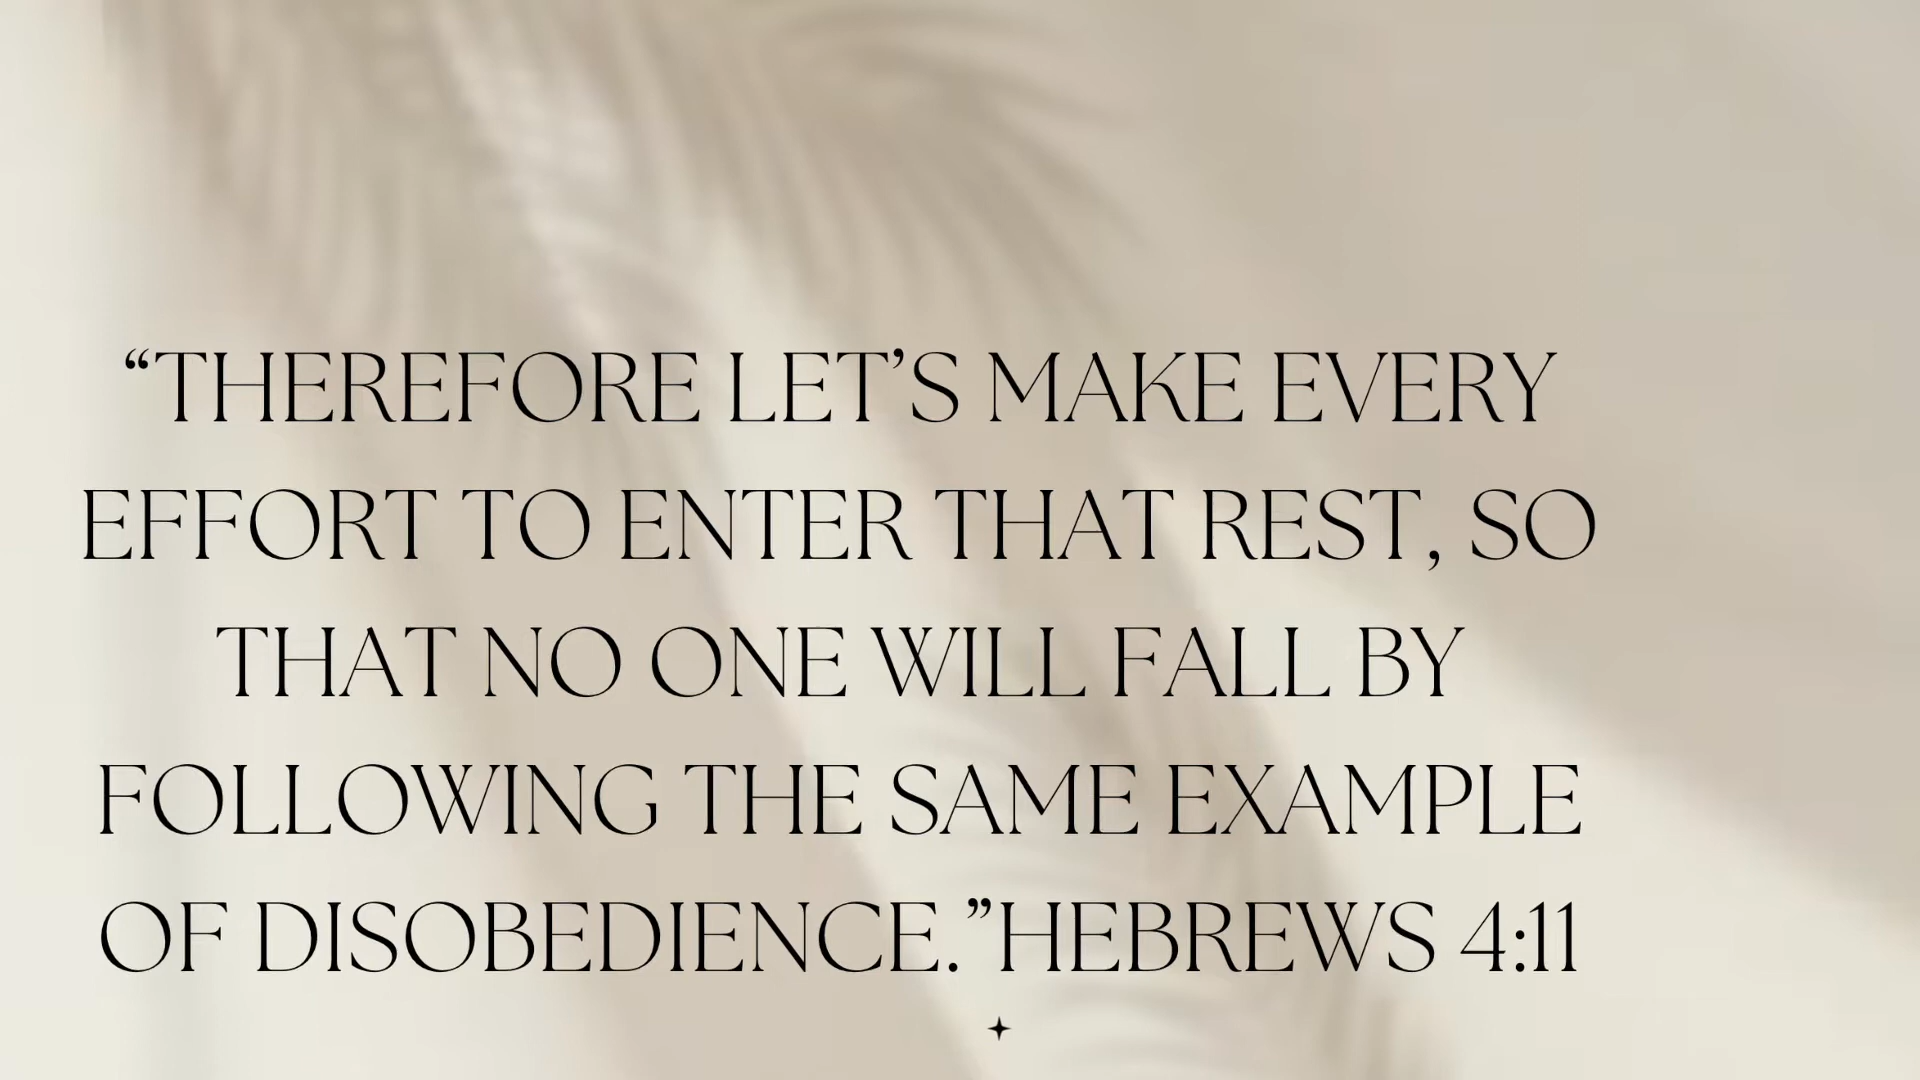 “THEREFORE LET’S MAKE EVERY
EFFORT TO ENTER THAT REST, SO
THAT NO ONE WILL FALL BY
FOLLOWING THE SAME EXAMPLE
OF DISOBEDIENCE.”HEBREWS 4:11